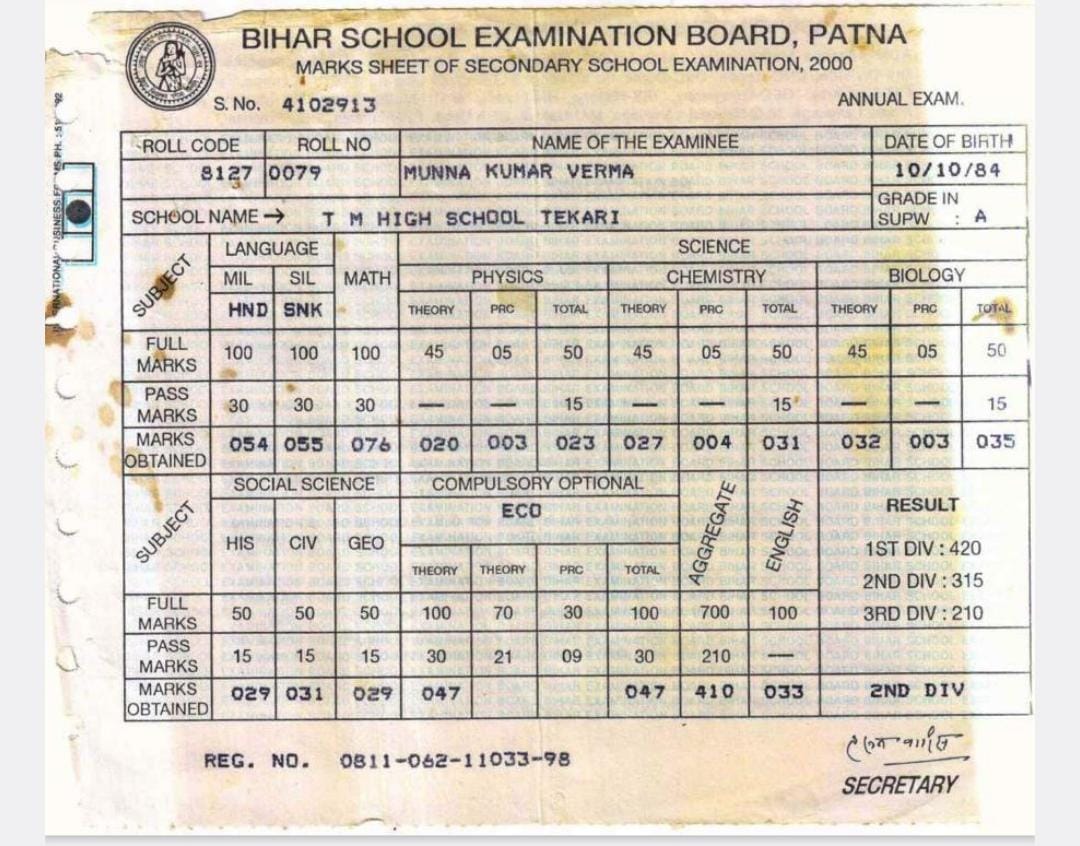 BIHAR SCHOOL EXAMINATION BOARD, PATNA
MARKS SHEET OF SECONDARY SCHOOL EXAMINATION, 2000
S. No. 4102913 ANNUAL EXAM.
ROLL CODE ROLL NO NAME OF THE EXAMINEE DATE OF BIRTH
8127 0079 MUNNA KUMAR VERMA 10/10/84
3
SCHOOL NAME → T M HIGH SCHOOL TEKARI GRADE IN SUPW : A
SUBJECT LANGUAGE MATH SCIENCE
MIL SIL PHYSICS CHEMISTRY BIOLOGY
HND SNK THEORY PRC TOTAL THEORY PRC TOTAL THEORY PRC TOTAL
FULL MARKS 100 100 100 45 05 50 45 05 50 45 05 50
PASS MARKS 30 30 30 — — 15 — — 15 — — 15
MARKS OBTAINED 054 055 076 020 003 023 027 004 031 032 003 035
SUBJECT SOCIAL SCIENCE COMPULSORY OPTIONAL AGGREGATE ENGLISH RESULT
ECO
HIS CIV GEO 1ST DIV : 420
THEORY THEORY PRC TOTAL 2ND DIV : 315
FULL MARKS 50 50 50 100 70 30 100 700 100 3RD DIV : 210
PASS MARKS 15 15 15 30 21 09 30 210 —
MARKS OBTAINED 029 031 029 047 047 410 033 2ND DIV
REG. NO. 0811-062-11033-98
SECRETARY